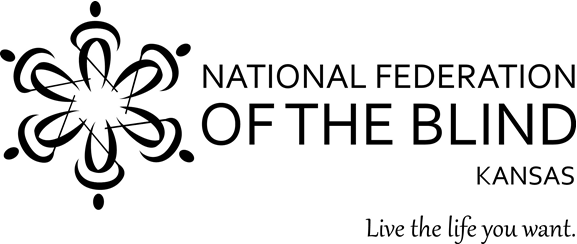 NATIONAL FEDERATION
OF THE BLIND
KANSAS
Live the life you want.